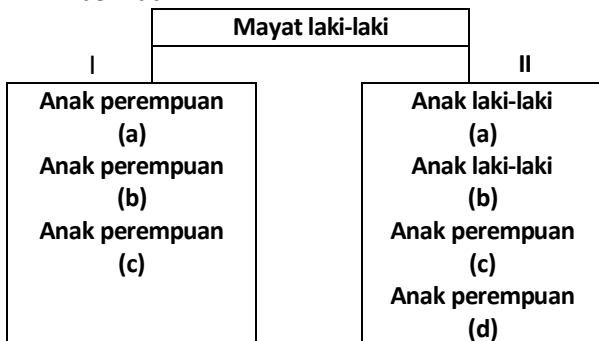 Mayat laki-laki
I
II
Anak perempuan
(a)
Anak perempuan
(b)
Anak perempuan
(c)
Anak laki-laki
(a)
Anak laki-laki
(b)
Anak perempuan
(c)
Anak perempuan
(d)